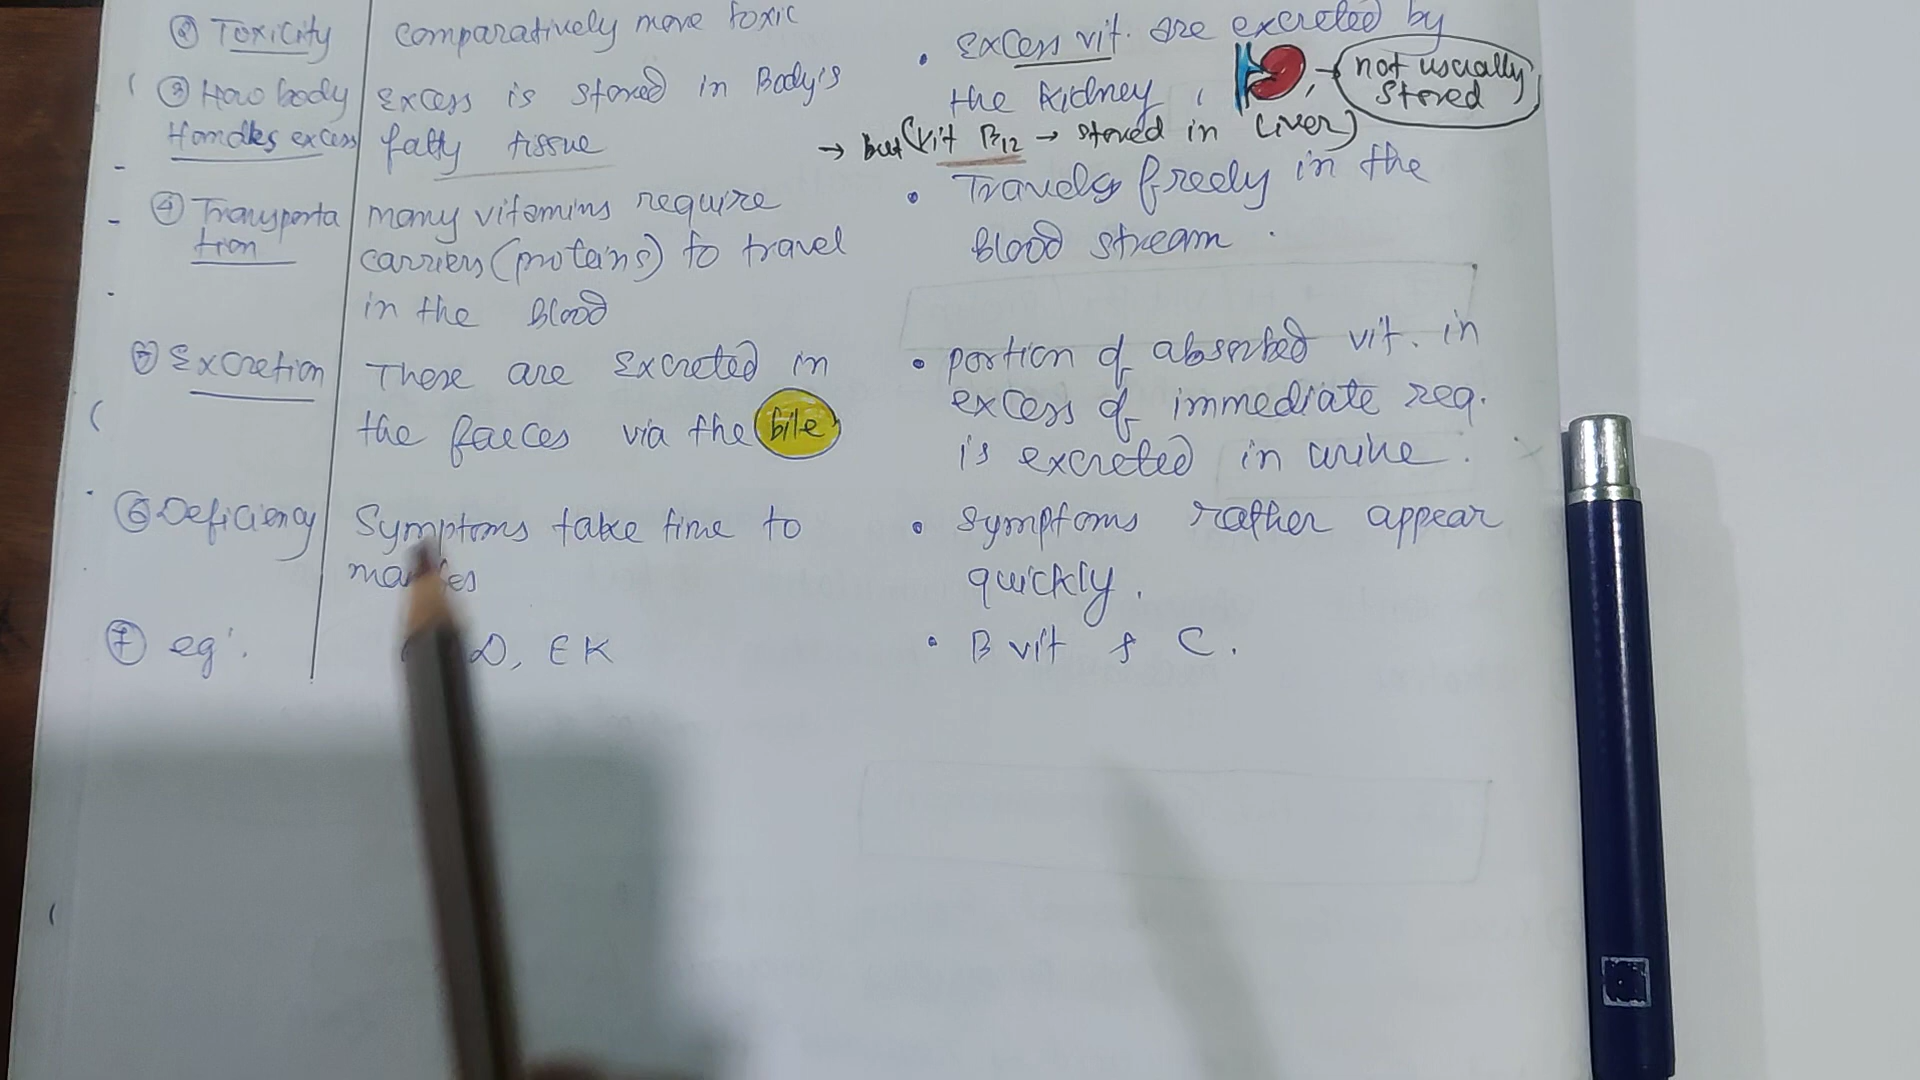 ② Toxicity comparatively more toxic
③ How body Excess is stored in Body's
Handles excess fatty tissue
④ Transporta many vitamins require
tion carriers (proteins) to travel
in the Blood
⑤ Excretion These are Excreted in
the faeces via the bile
⑥ Deficiency Symptoms take time to
⑦ eg: D, E K
• Excess vit. are excreted by
the kidney,
not usually
stored
→ but (Vit B12 → stored in liver)
• Travels freely in the
Blood stream.
• portion of absorbed vit. in
excess of immediate req.
is excreted in urine.
• Symptoms rather appear
quickly.
• B vit & C.